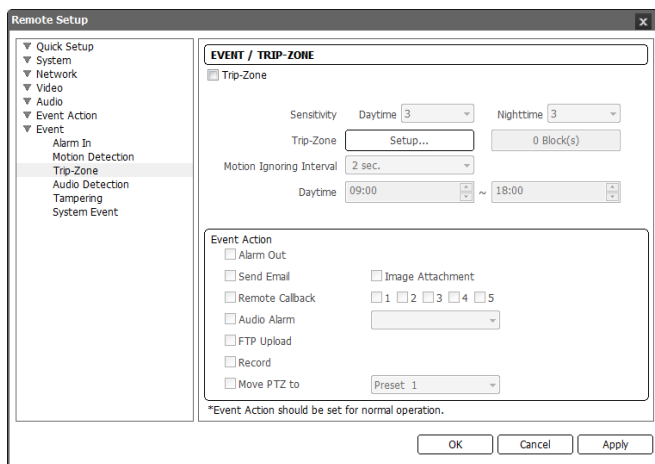 Remote Setup
x
Quick Setup
System
Network
Video
Audio
Event Action
Event
Alarm In
Motion Detection
Trip-Zone
Audio Detection
Tampering
System Event
EVENT / TRIP-ZONE
Trip-Zone
Sensitivity Daytime 3 Nighttime 3
Trip-Zone Setup... 0 Block(s)
Motion Ignoring Interval 2 sec.
Daytime 09:00 ~ 18:00
Event Action
Alarm Out
Send Email Image Attachment
Remote Callback 1 2 3 4 5
Audio Alarm
FTP Upload
Record
Move PTZ to Preset 1
*Event Action should be set for normal operation.
OK Cancel Apply